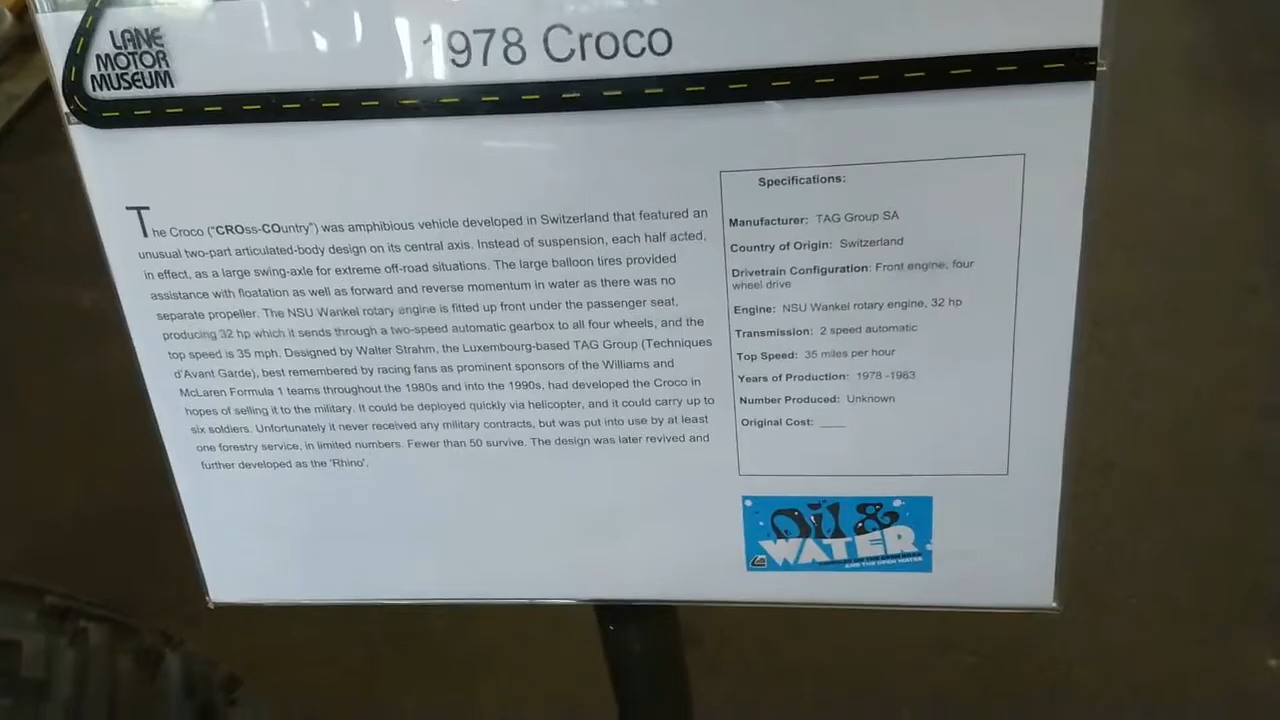 LANE
MOTOR
MUSEUM
1978 Croco
The Croco ("CROss-COuntry") was amphibious vehicle developed in Switzerland that featured an
unusual two-part articulated-body design on its central axis. Instead of suspension, each half acted,
in effect, as a large swing-axle for extreme off-road situations. The large balloon tires provided
assistance with floatation as well as forward and reverse momentum in water as there was no
separate propeller. The NSU Wankel rotary engine is fitted up front under the passenger seat,
producing 32 hp which it sends through a two-speed automatic gearbox to all four wheels, and the
top speed is 35 mph. Designed by Walter Strahm, the Luxembourg-based TAG Group (Techniques
d'Avant Garde), best remembered by racing fans as prominent sponsors of the Williams and
McLaren Formula 1 teams throughout the 1980s and into the 1990s, had developed the Croco in
hopes of selling it to the military. It could be deployed quickly via helicopter, and it could carry up to
six soldiers. Unfortunately it never received any military contracts, but was put into use by at least
one forestry service, in limited numbers. Fewer than 50 survive. The design was later revived and
further developed as the 'Rhino'.
Specifications:
Manufacturer: TAG Group SA
Country of Origin: Switzerland
Drivetrain Configuration: Front engine, four
wheel drive
Engine: NSU Wankel rotary engine, 32 hp
Transmission: 2 speed automatic
Top Speed: 35 miles per hour
Years of Production: 1978 -1983
Number Produced: Unknown
Original Cost: ____
Oil &
WATER
AND THE OPEN WATER